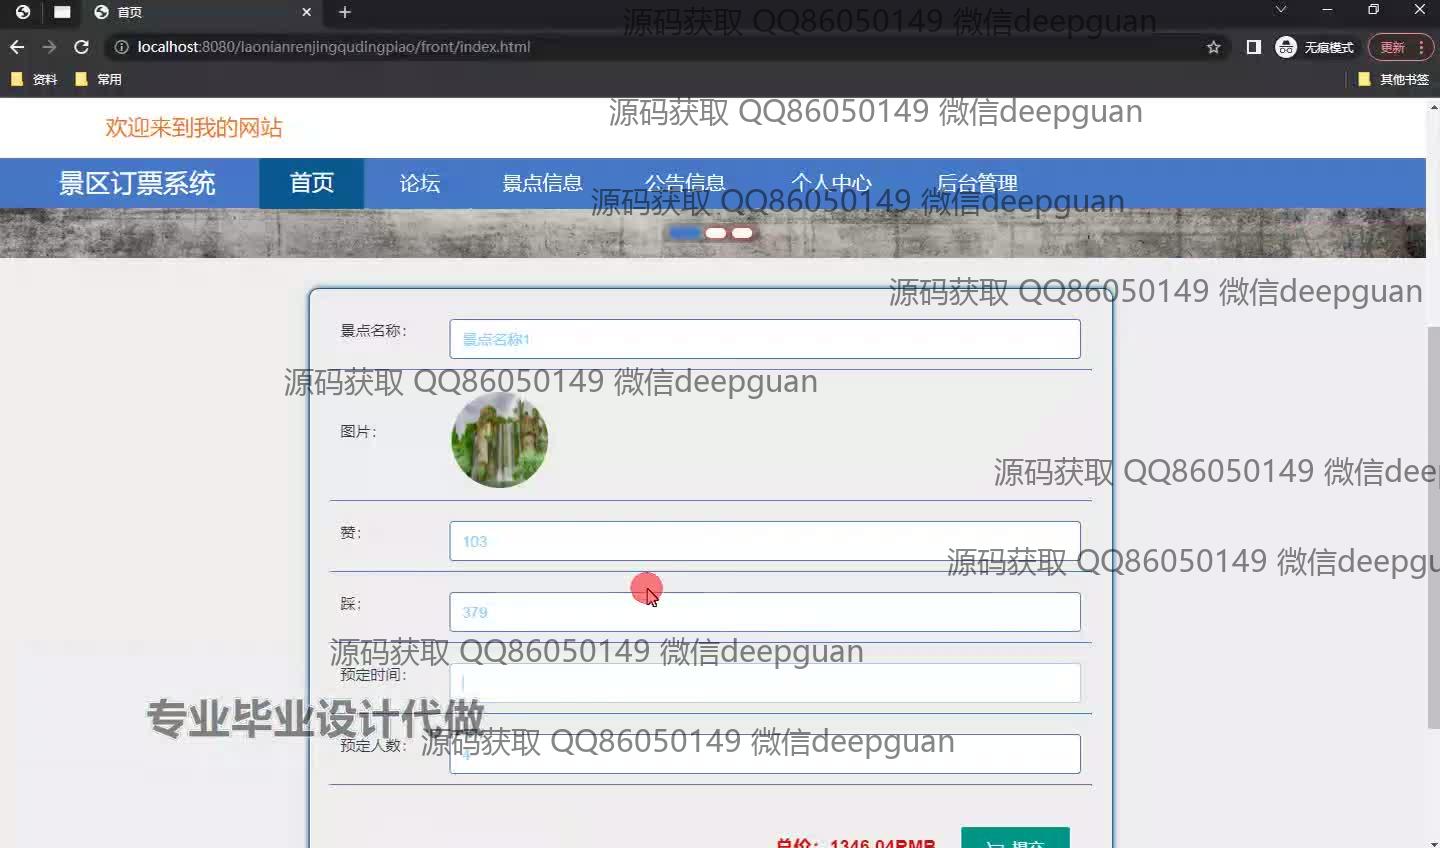 首页
源码获取 QQ86050149 微信deepguan
localhost:8080/laonianrenjingqudingpiao/front/index.html
无痕模式
更新
资料
常用
其他书签
源码获取 QQ86050149 微信deepguan
欢迎来到我的网站
景区订票系统
首页
论坛
景点信息
公告信息
个人中心
后台管理
源码获取 QQ86050149 微信deepguan
源码获取 QQ86050149 微信deepguan
景点名称：
景点名称1
源码获取 QQ86050149 微信deepguan
图片：
源码获取 QQ86050149 微信dee
赞：
103
源码获取 QQ86050149 微信deepgu
踩：
379
源码获取 QQ86050149 微信deepguan
预定时间：
专业毕业设计代做
预定人数：
源码获取 QQ86050149 微信deepguan
总价：1346.04RMB
提交